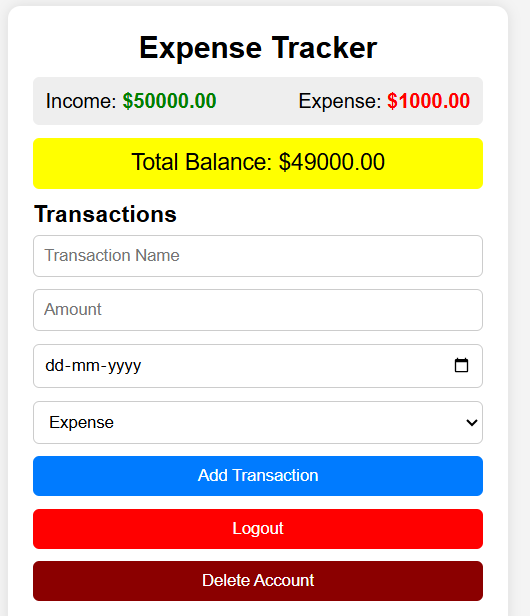 Expense Tracker
Income: $50000.00 Expense: $1000.00
Total Balance: $49000.00
Transactions
Transaction Name
Amount
dd-mm-yyyy
Expense
Add Transaction
Logout
Delete Account